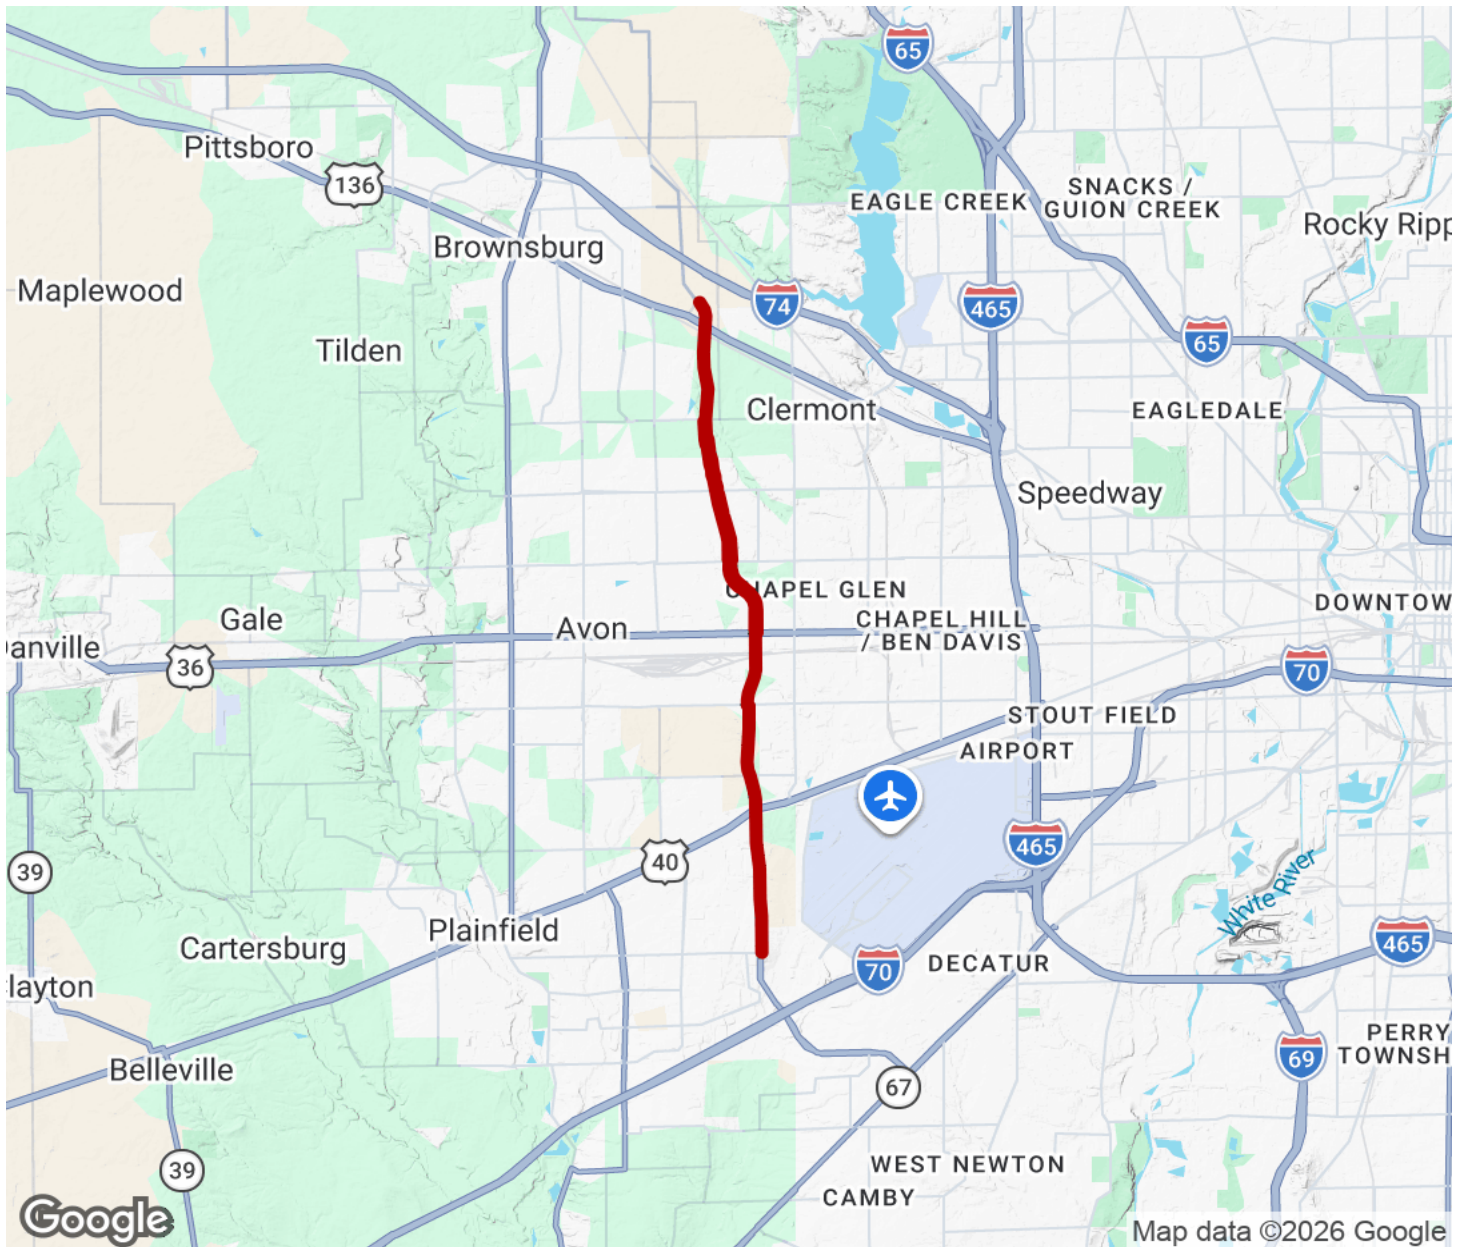 65
Pittsboro
136
SNACKS /
GUION CREEK
EAGLE CREEK
Rocky Ripp
Brownsburg
Maplewood
74
465
65
Tilden
Clermont
EAGLEDALE
Speedway
CHAPEL GLEN
DOWNTOW
Gale
Avon
CHAPEL HILL
/ BEN DAVIS
Danville
36
70
STOUT FIELD
AIRPORT
465
40
39
White River
Plainfield
Cartersburg
465
70
DECATUR
layton
PERRY
TOWNSH
69
Belleville
67
39
WEST NEWTON
CAMBY
Google
Map data ©2026 Google